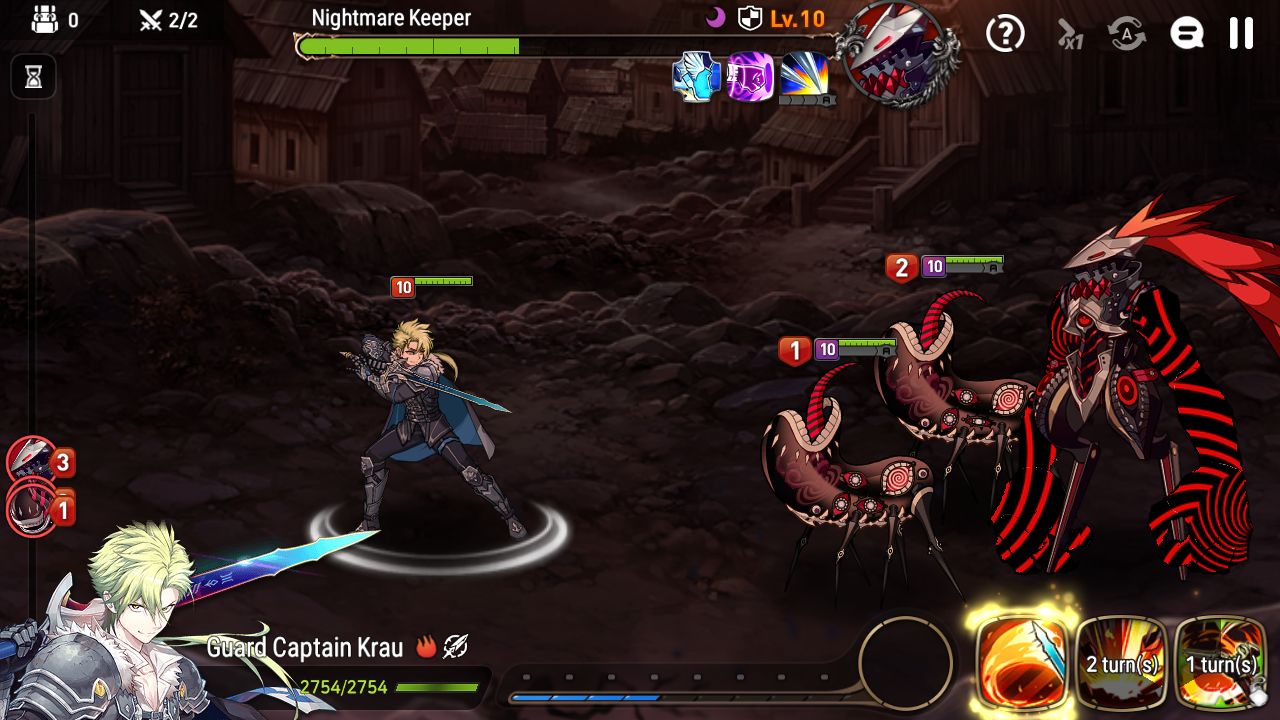 0
2/2
Nightmare Keeper
Lv.10
?
x1
A
10
2
10
1
10
3
1
Guard Captain Krau
2754/2754
2 turn(s)
1 turn(s)